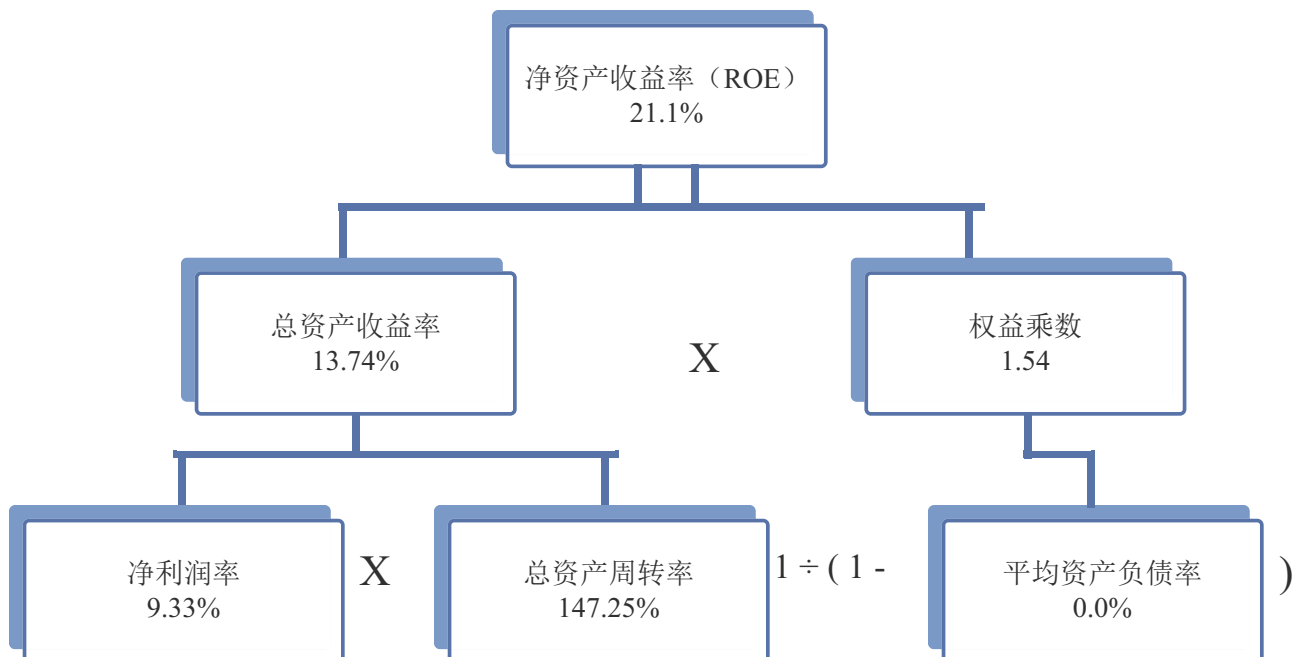 净资产收益率（ROE）
21.1%
总资产收益率
13.74%
X
权益乘数
1.54
净利润率
9.33%
X
总资产周转率
147.25%
1 ÷ ( 1 -
平均资产负债率
0.0%
)